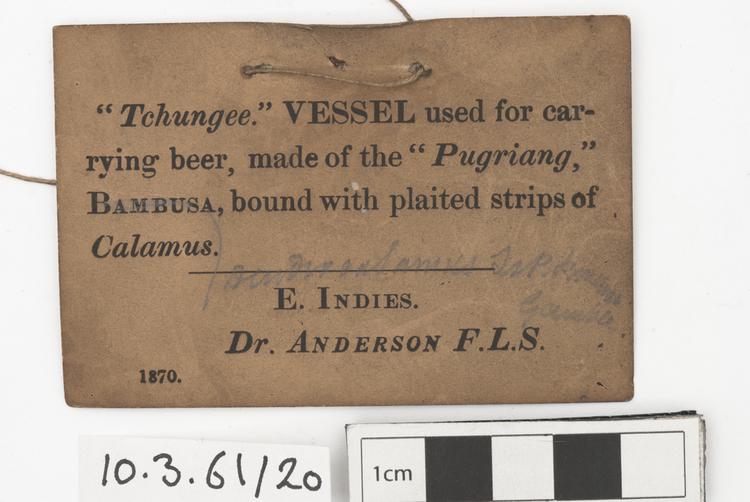 "Tchungee." VESSEL used for car-
rying beer, made of the "Pugriang,"
BAMBUSA, bound with plaited strips of
Calamus.
E. INDIES.
Gamble
Dr. ANDERSON F.L.S.
1870.
10.3.61/20
1cm